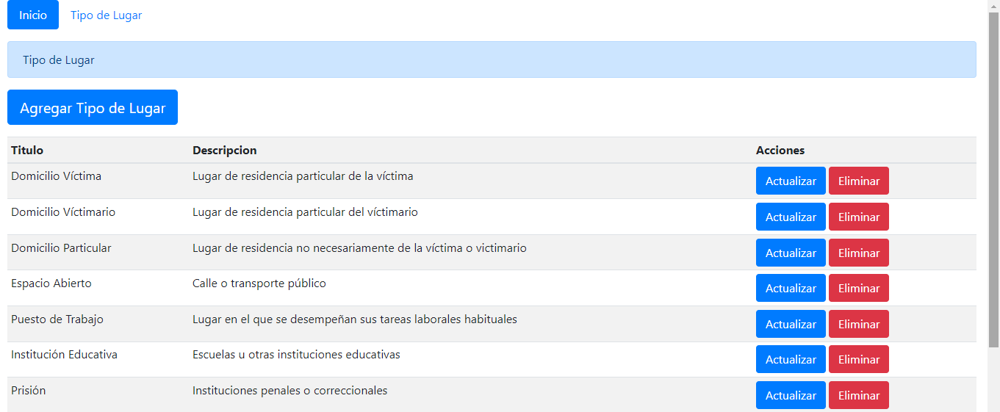 Inicio Tipo de Lugar
Tipo de Lugar
Agregar Tipo de Lugar
Titulo Descripcion Acciones
Domicilio Víctima Lugar de residencia particular de la víctima Actualizar Eliminar
Domicilio Víctimario Lugar de residencia particular del víctimario Actualizar Eliminar
Domicilio Particular Lugar de residencia no necesariamente de la víctima o victimario Actualizar Eliminar
Espacio Abierto Calle o transporte público Actualizar Eliminar
Puesto de Trabajo Lugar en el que se desempeñan sus tareas laborales habituales Actualizar Eliminar
Institución Educativa Escuelas u otras instituciones educativas Actualizar Eliminar
Prisión Instituciones penales o correccionales Actualizar Eliminar